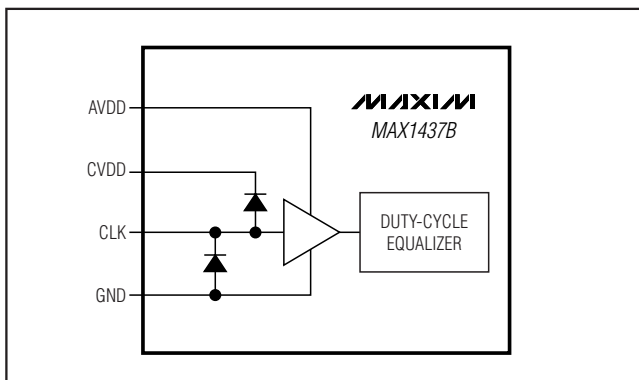 AVDD
MAXIM
MAX1437B
CVDD
CLK
DUTY-CYCLE
EQUALIZER
GND